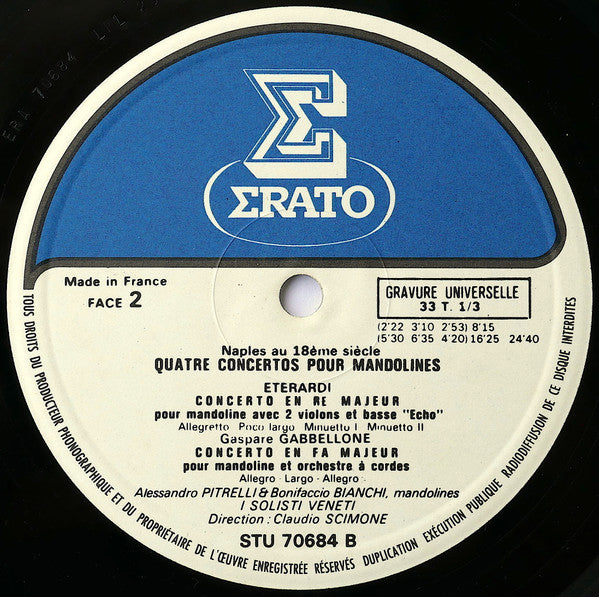 ERA 70684 L11
ΣRATO
Made in France
FACE 2
GRAVURE UNIVERSELLE
33 T. 1/3
(2'22 3'10 2'53) 8'15
(5'30 6'35 4'20) 16'25 24'40
Naples au 18ème siècle
QUATRE CONCERTOS POUR MANDOLINES
ETERARDI
CONCERTO EN RE MAJEUR
pour mandoline avec 2 violons et basse "Echo"
Allegretto Poco largo Minuetto I Minuetto II
Gaspare GABBELLONE
CONCERTO EN FA MAJEUR
pour mandoline et orchestre à cordes
Allegro - Largo - Allegro
Alessandro PITRELLI & Bonifaccio BIANCHI, mandolines
I SOLISTI VENETI
Direction : Claudio SCIMONE
STU 70684 B
TOUS DROITS DU PRODUCTEUR PHONOGRAPHIQUE ET DU PROPRIÉTAIRE DE L'ŒUVRE ENREGISTRÉE RÉSERVÉS DUPLICATION EXÉCUTION PUBLIQUE RADIODIFFUSION DE CE DISQUE INTERDITES